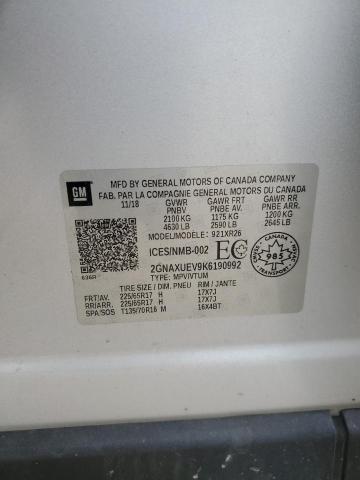 GM
MFD BY GENERAL MOTORS OF CANADA COMPANY
FAB. PAR LA COMPAGNIE GENERAL MOTORS DU CANADA
11/18 GVWR PNBV 2100 KG 4630 LB GAWR FRT PNBE AV. 1175 KG 2590 LB GAWR RR PNBE ARR. 1200 KG 2645 LB
MODEL/MODELE: 921XR26
ICES/NMB-002 EC
985
2GNAXUEV9K6190992
TYPE: MPV/VTUM
TIRE SIZE / DIM. PNEU RIM / JANTE
FRT/AV. 225/65R17 H 17X7J
RR/ARR 225/65R17 H 17X7J
SPA/SOS T135/70R16 M 16X4BT